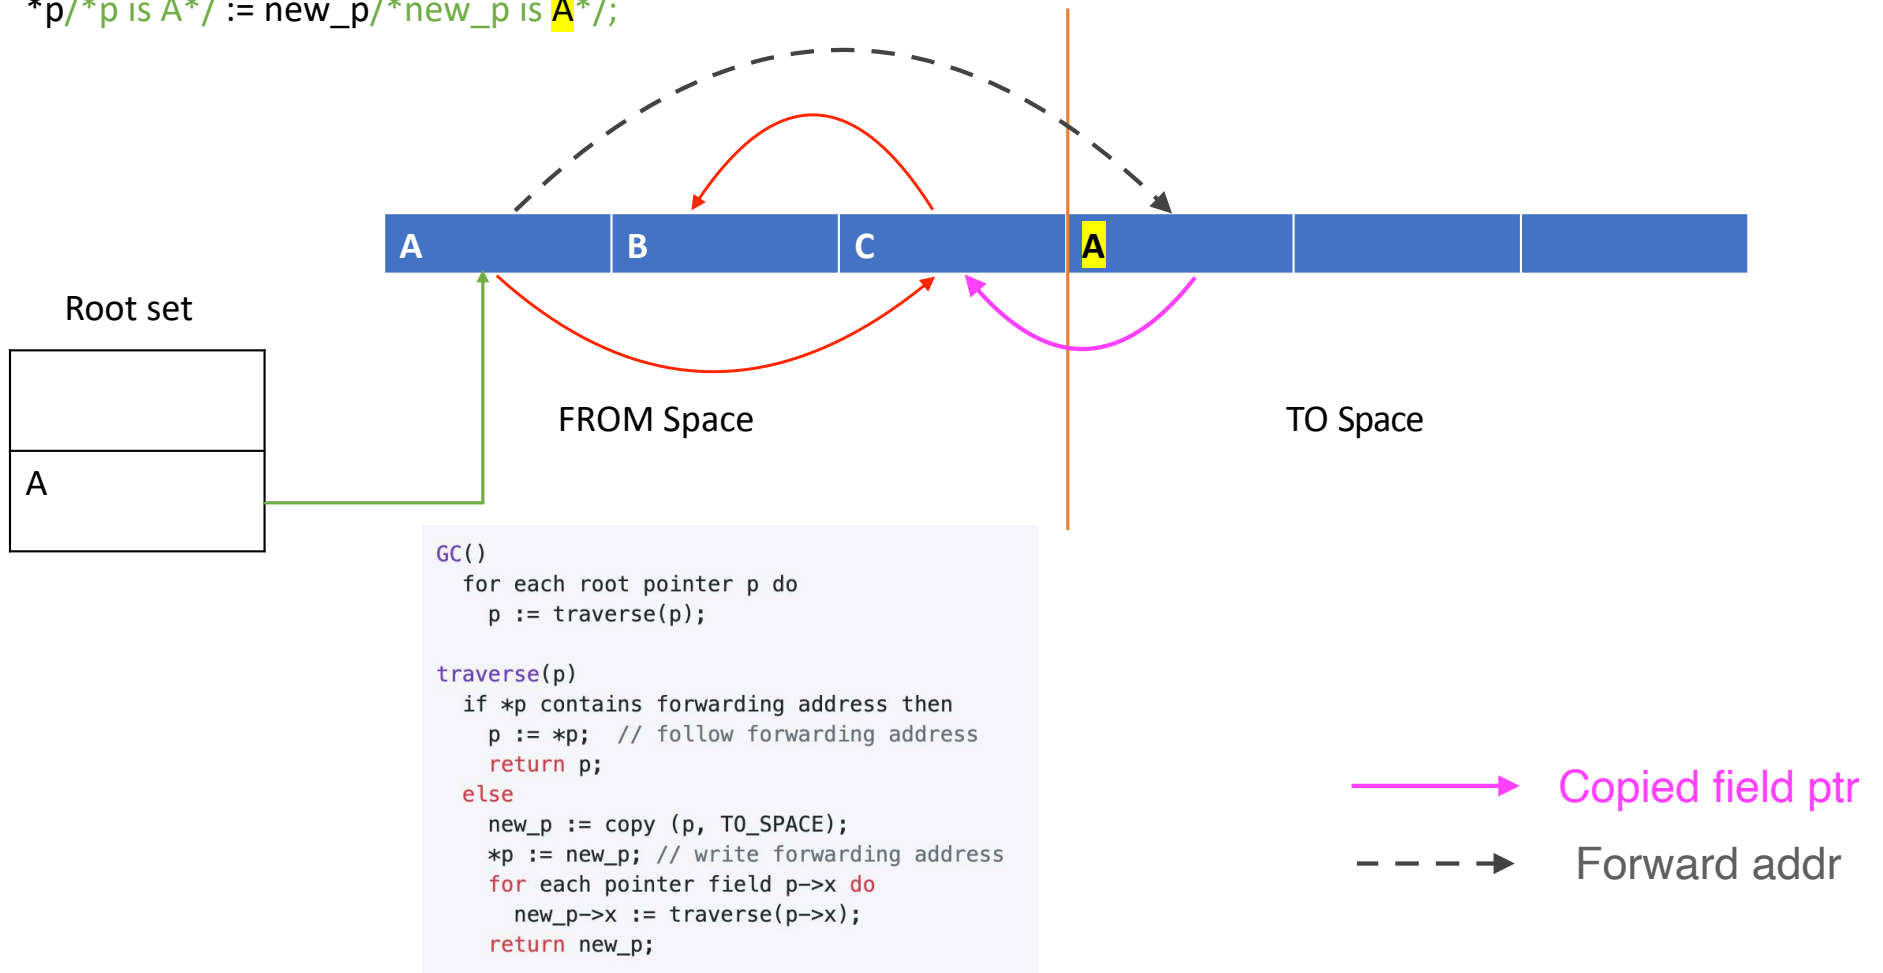 *p/*p is A*/ := new_p/*new_p is A*/;
A B C A
Root set
A
FROM Space
TO Space
GC()
for each root pointer p do
p := traverse(p);
traverse(p)
if *p contains forwarding address then
p := *p; // follow forwarding address
return p;
else
new_p := copy (p, TO_SPACE);
*p := new_p; // write forwarding address
for each pointer field p->x do
new_p->x := traverse(p->x);
return new_p;
Copied field ptr
Forward addr